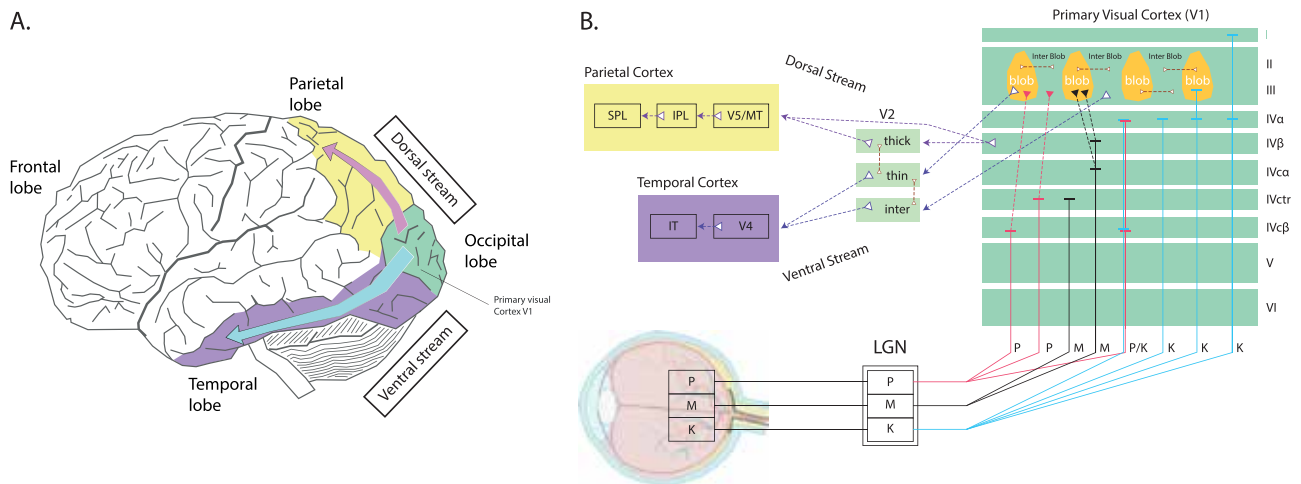 A.
Parietal
lobe
Frontal
lobe
Dorsal stream
Occipital
lobe
Primary visual
Cortex V1
Ventral stream
Temporal
lobe
B.
Primary Visual Cortex (V1)
Parietal Cortex
SPL
IPL
V5/MT
Dorsal Stream
Temporal Cortex
IT
V4
Ventral Stream
V2
thick
thin
inter
Inter Blob
Inter Blob
Inter Blob
blob
blob
blob
blob
I
II
III
IVα
IVβ
IVcα
IVctr
IVcβ
V
VI
P
P
M
M
P/K
K
K
K
LGN
P
M
K
P
M
K